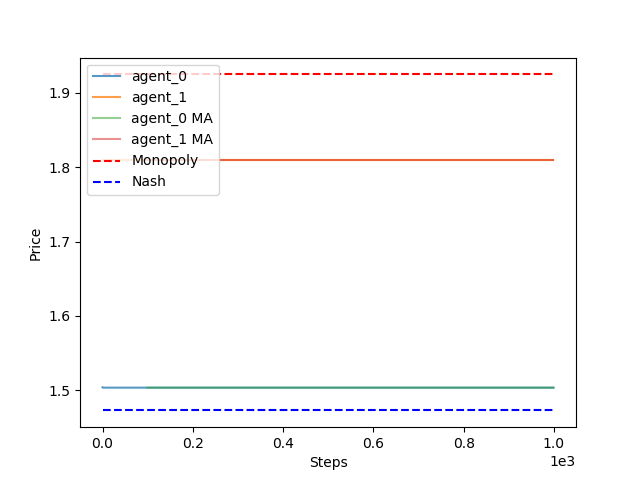 agent_0
agent_1
agent_0 MA
agent_1 MA
Monopoly
Nash
Price
1.9
1.8
1.7
1.6
1.5
0.0 0.2 0.4 0.6 0.8 1.0
1e3
Steps